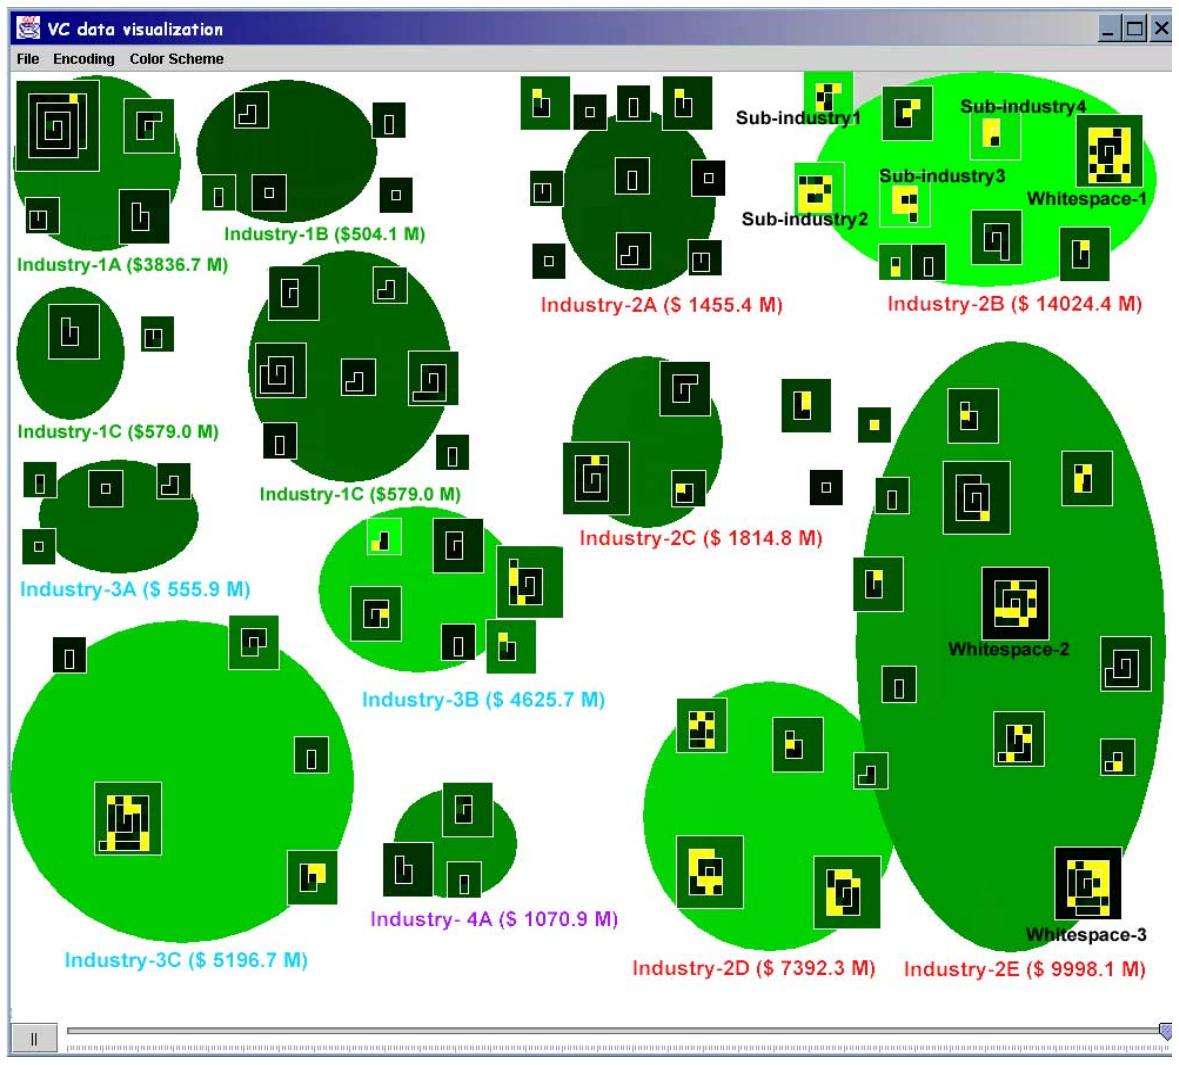 VC data visualization
File Encoding Color Scheme
Sub-industry1
Sub-industry4
Sub-industry3
Whitespace-1
Sub-industry2
Industry-1B ($504.1 M)
Industry-1A ($3836.7 M)
Industry-2A ($ 1455.4 M)
Industry-2B ($ 14024.4 M)
Industry-1C ($579.0 M)
Industry-1C ($579.0 M)
Industry-2C ($ 1814.8 M)
Industry-3A ($ 555.9 M)
Whitespace-2
Industry-3B ($ 4625.7 M)
Industry- 4A ($ 1070.9 M)
Whitespace-3
Industry-3C ($ 5196.7 M)
Industry-2D ($ 7392.3 M)
Industry-2E ($ 9998.1 M)